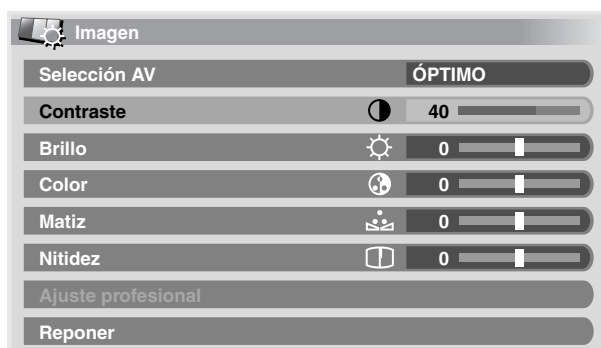 Imagen
Selección AV ÓPTIMO
Contraste 40
Brillo 0
Color 0
Matiz 0
Nitidez 0
Ajuste profesional
Reponer